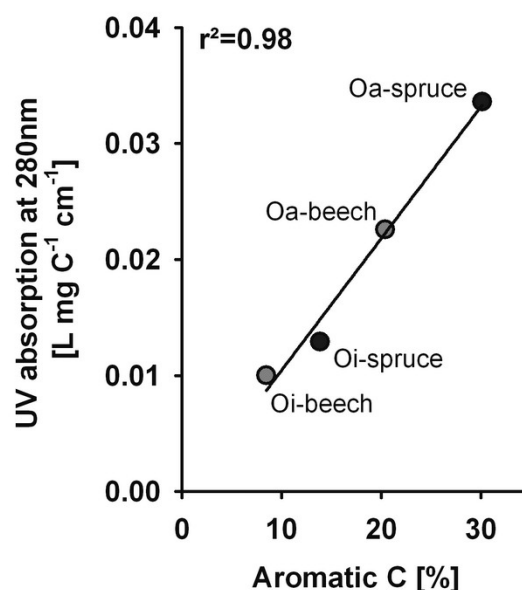 UV absorption at 280nm
[L mg C⁻¹ cm⁻¹]
0.04
0.03
0.02
0.01
0.00
r²=0.98
Oa-spruce
Oa-beech
Oi-spruce
Oi-beech
0
10
20
30
Aromatic C [%]